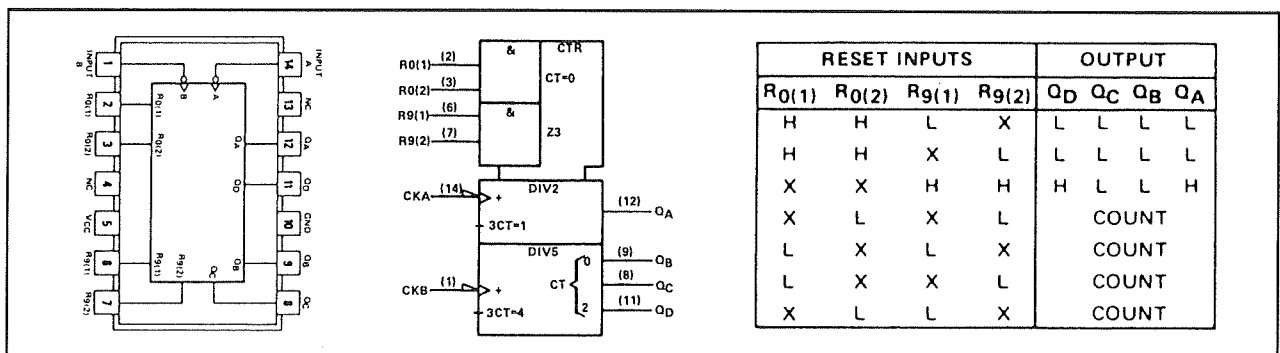 INPUT B
1
14
INPUT A
B
A
R0(1)
2
R0(1)
13
NC
R0(2)
3
R0(2)
QA
12
QA
NC
4
QD
11
QD
VCC
5
10
GND
R9(1)
6
R9(1)
QB
9
QB
R9(2)
7
R9(2)
QC
8
QC
&
CTR
R0(1) (2)
R0(2) (3)
CT=0
R9(1) (6)
R9(2) (7)
&
Z3
DIV2
CKA (14)
+
(12) QA
3CT=1
DIV5
(9) QB
0
(8) QC
CKB (1)
+
CT
2
(11) QD
3CT=4
RESET INPUTS OUTPUT
R0(1) R0(2) R9(1) R9(2) QD QC QB QA
H H L X L L L L
H H X L L L L L
X X H H H L L H
X L X L COUNT
L X L X COUNT
L X X L COUNT
X L L X COUNT